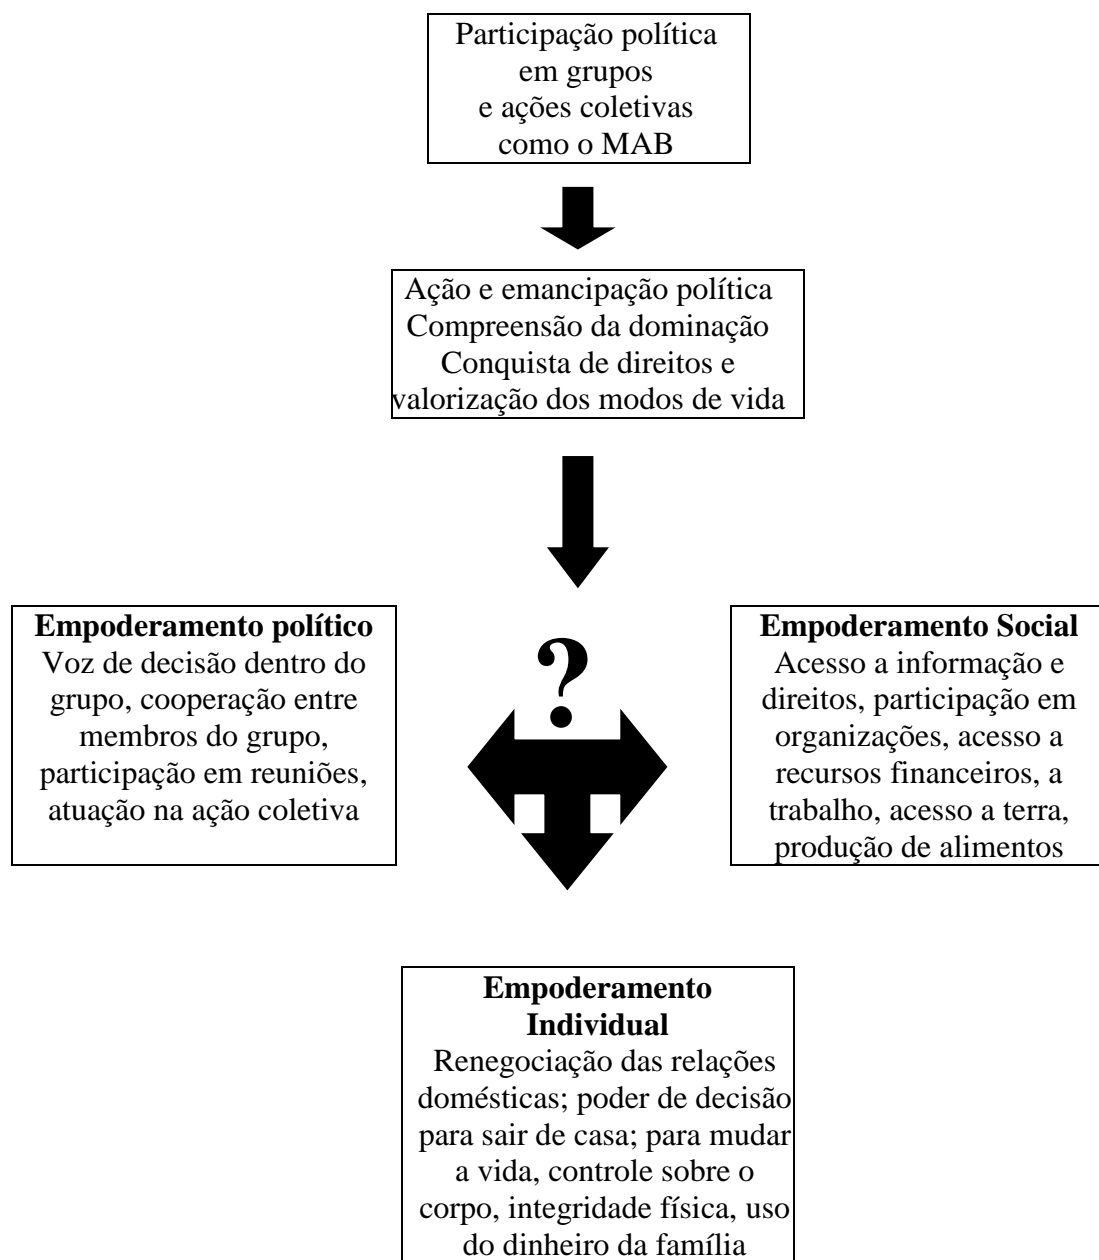 Participação política
em grupos
e ações coletivas
como o MAB
Ação e emancipação política
Compreensão da dominação
Conquista de direitos e
valorização dos modos de vida
Empoderamento político
Voz de decisão dentro do
grupo, cooperação entre
membros do grupo,
participação em reuniões,
atuação na ação coletiva
?
Empoderamento Social
Acesso a informação e
direitos, participação em
organizações, acesso a
recursos financeiros, a
trabalho, acesso a terra,
produção de alimentos
Empoderamento
Individual
Renegociação das relações
domésticas; poder de decisão
para sair de casa; para mudar
a vida, controle sobre o
corpo, integridade física, uso
do dinheiro da família